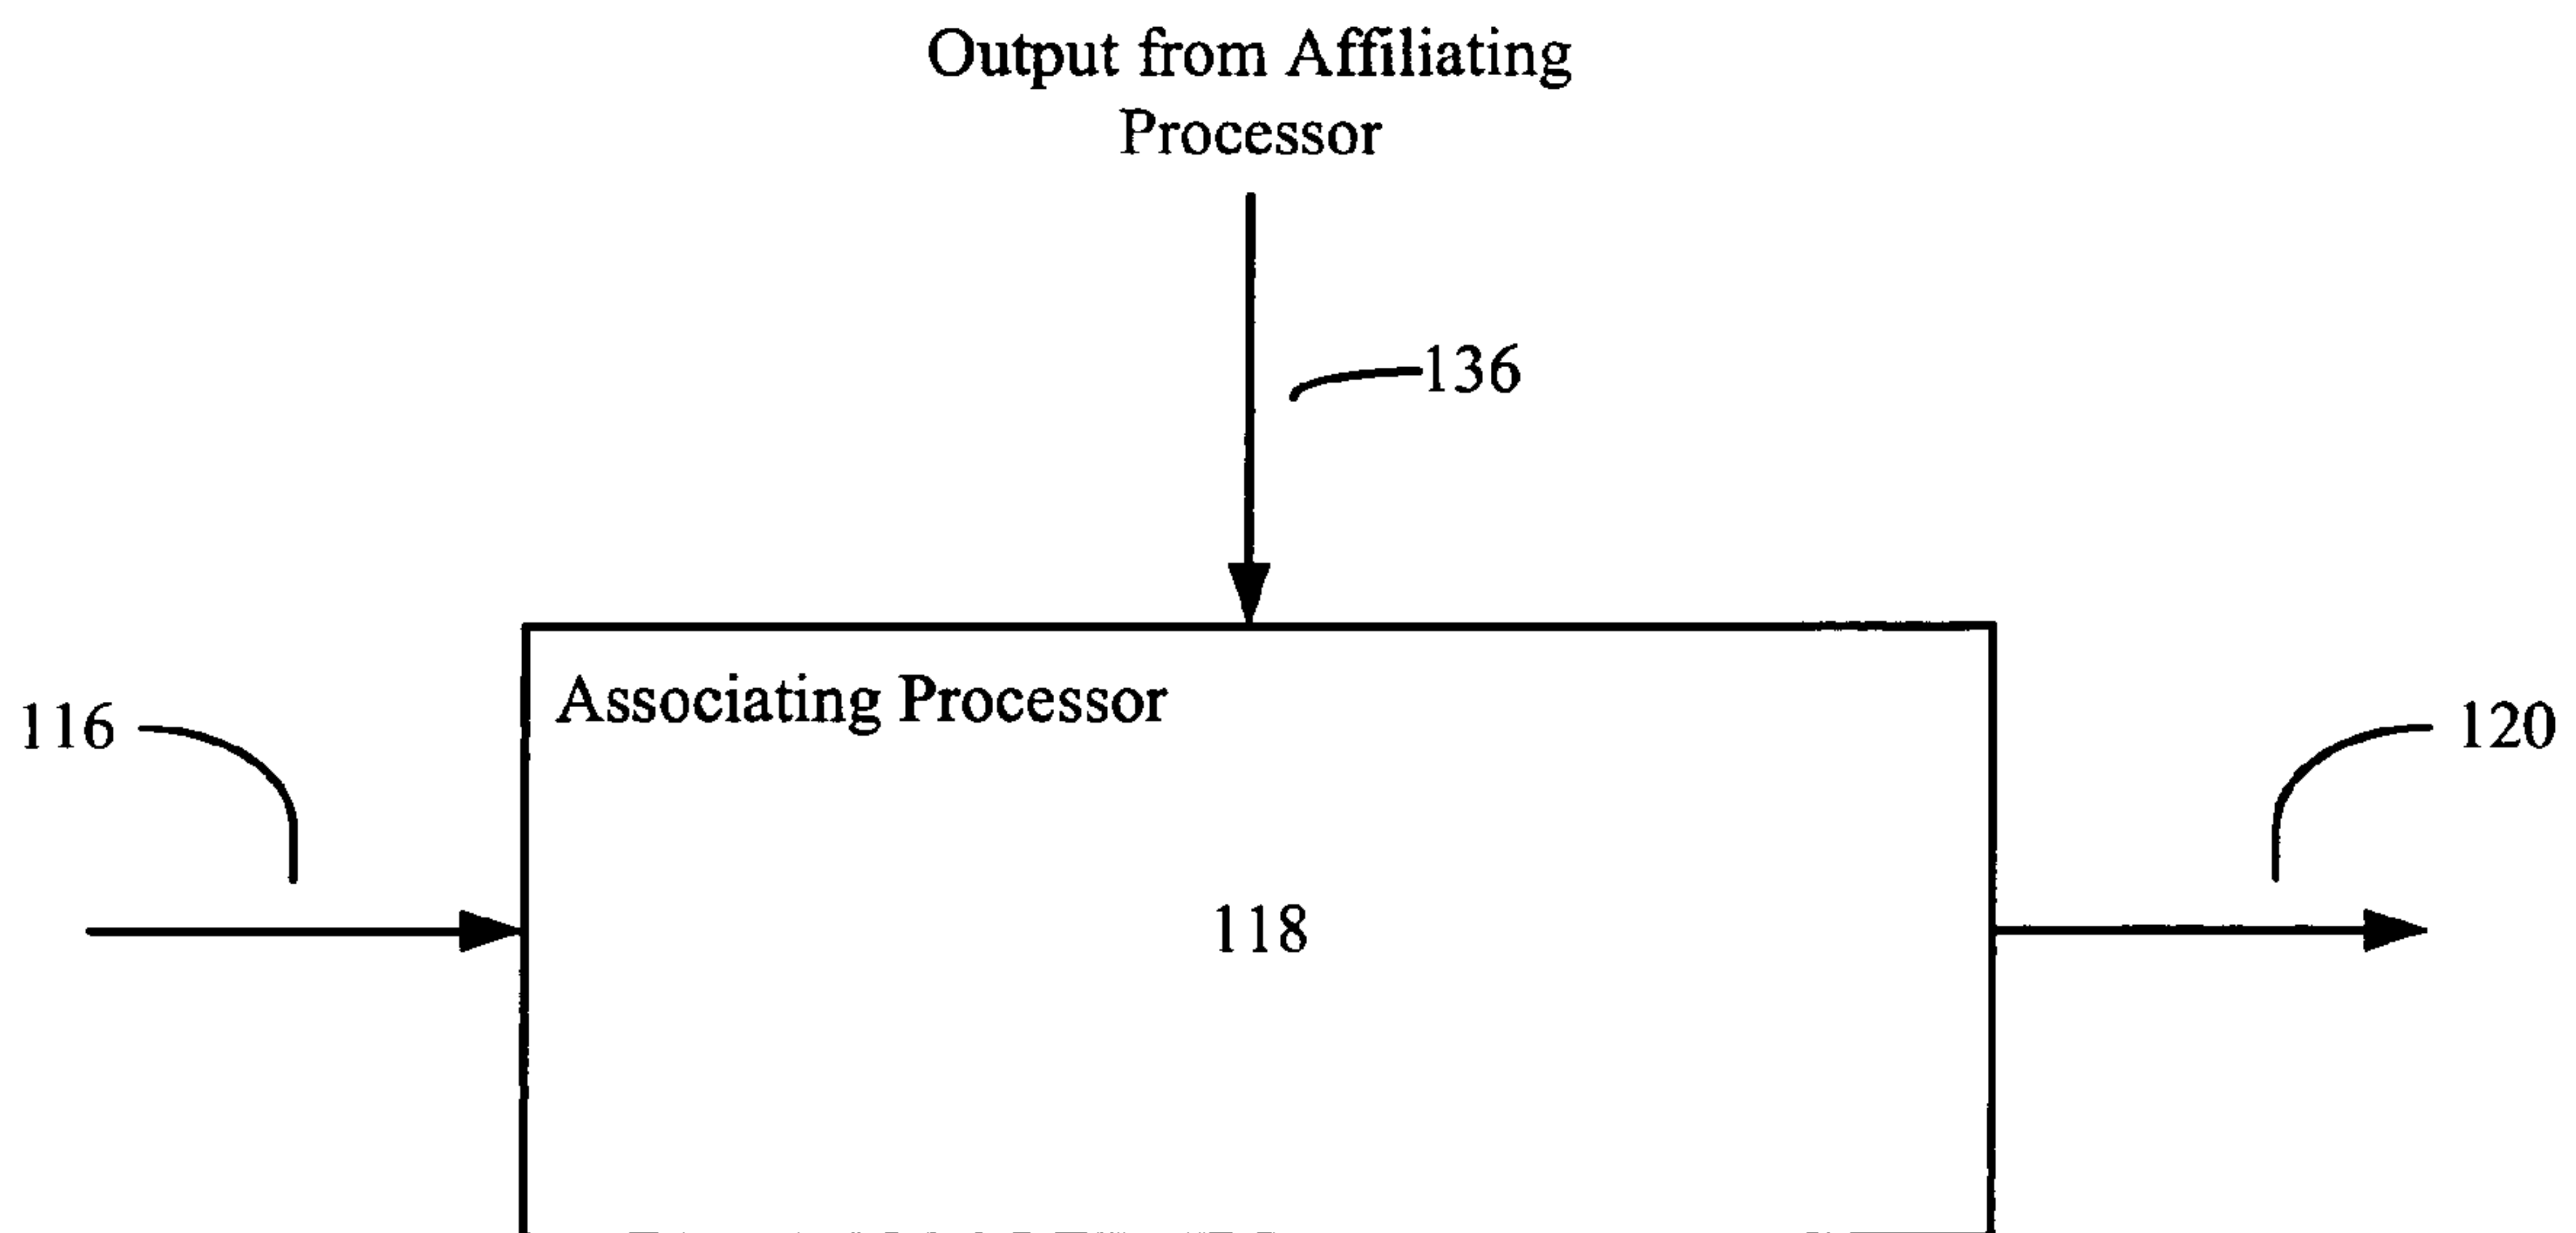 Output from Affiliating
Processor
136
Associating Processor
116
120
118